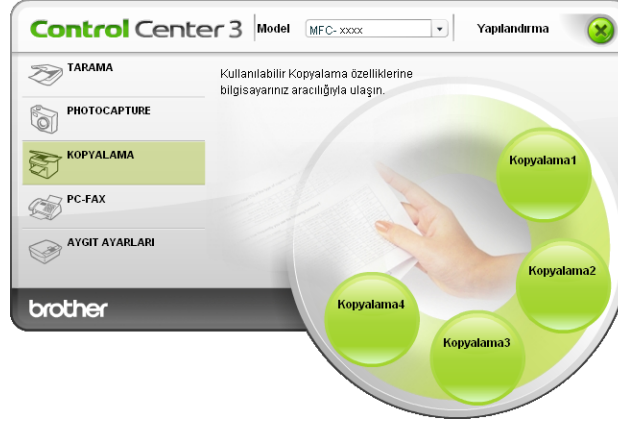 Control Center 3 Model MFC- xxxx Yapılandırma
TARAMA
PHOTOCAPTURE
KOPYALAMA
PC-FAX
AYGIT AYARLARI
brother
Kullanılabilir Kopyalama özelliklerine
bilgisayarınız aracılığıyla ulaşın.
Kopyalama1
Kopyalama2
Kopyalama3
Kopyalama4